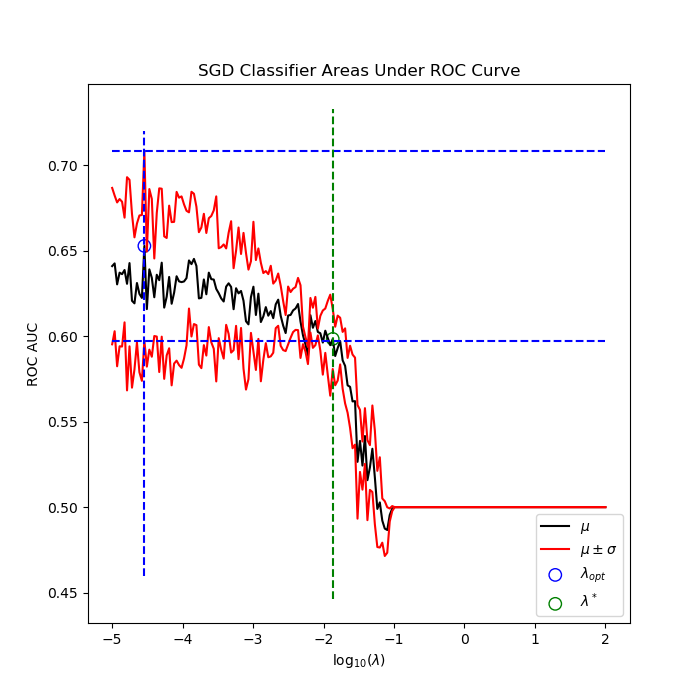 SGD Classifier Areas Under ROC Curve
ROC AUC
0.70
0.65
0.60
0.55
0.50
0.45
−5 −4 −3 −2 −1 0 1 2
log₁₀(λ)
μ
μ ± σ
λₒₚₜ
λ*